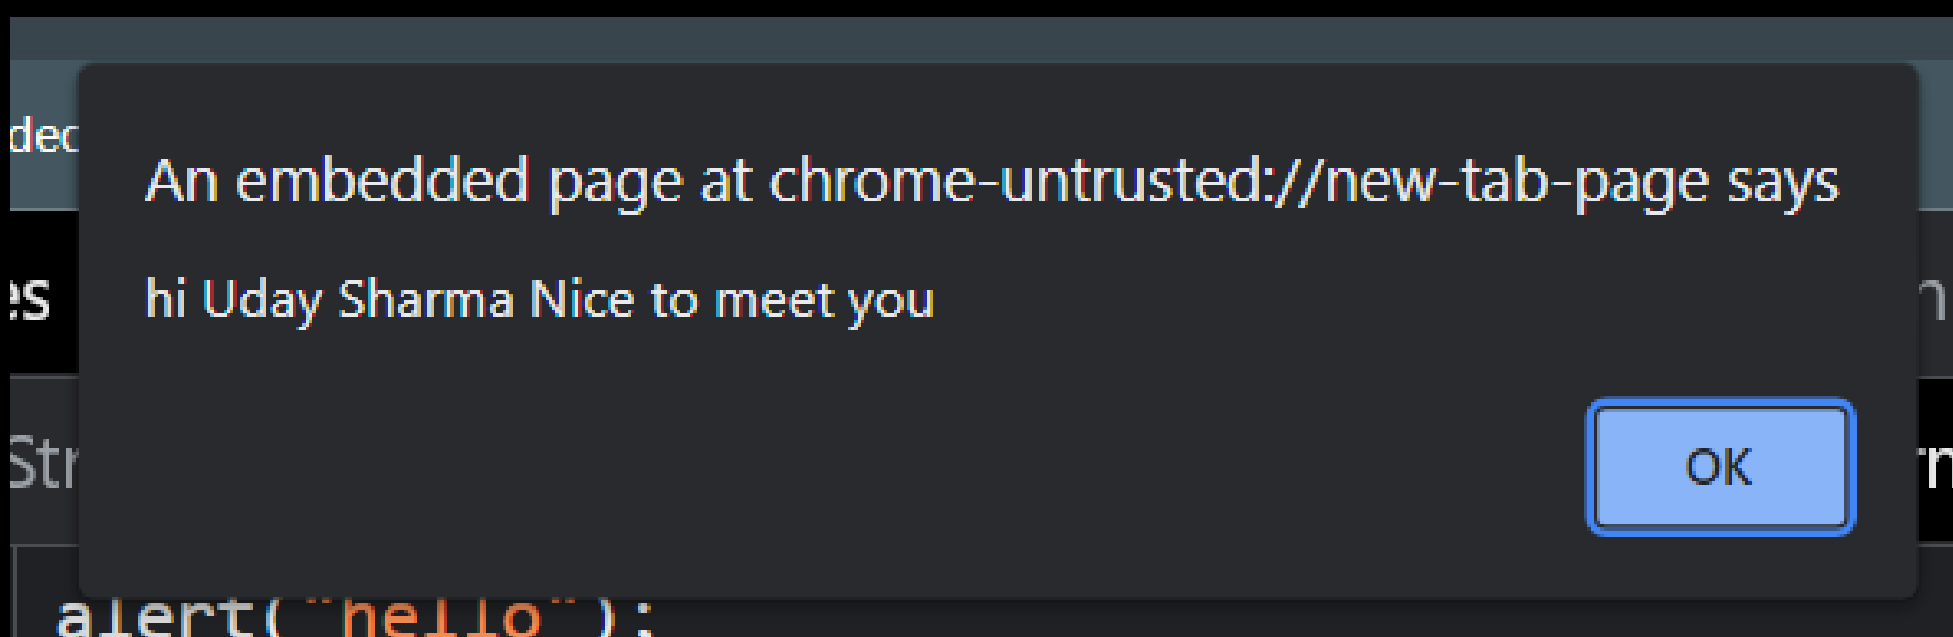 An embedded page at chrome-untrusted://new-tab-page says
hi Uday Sharma Nice to meet you
OK
alert("hello");